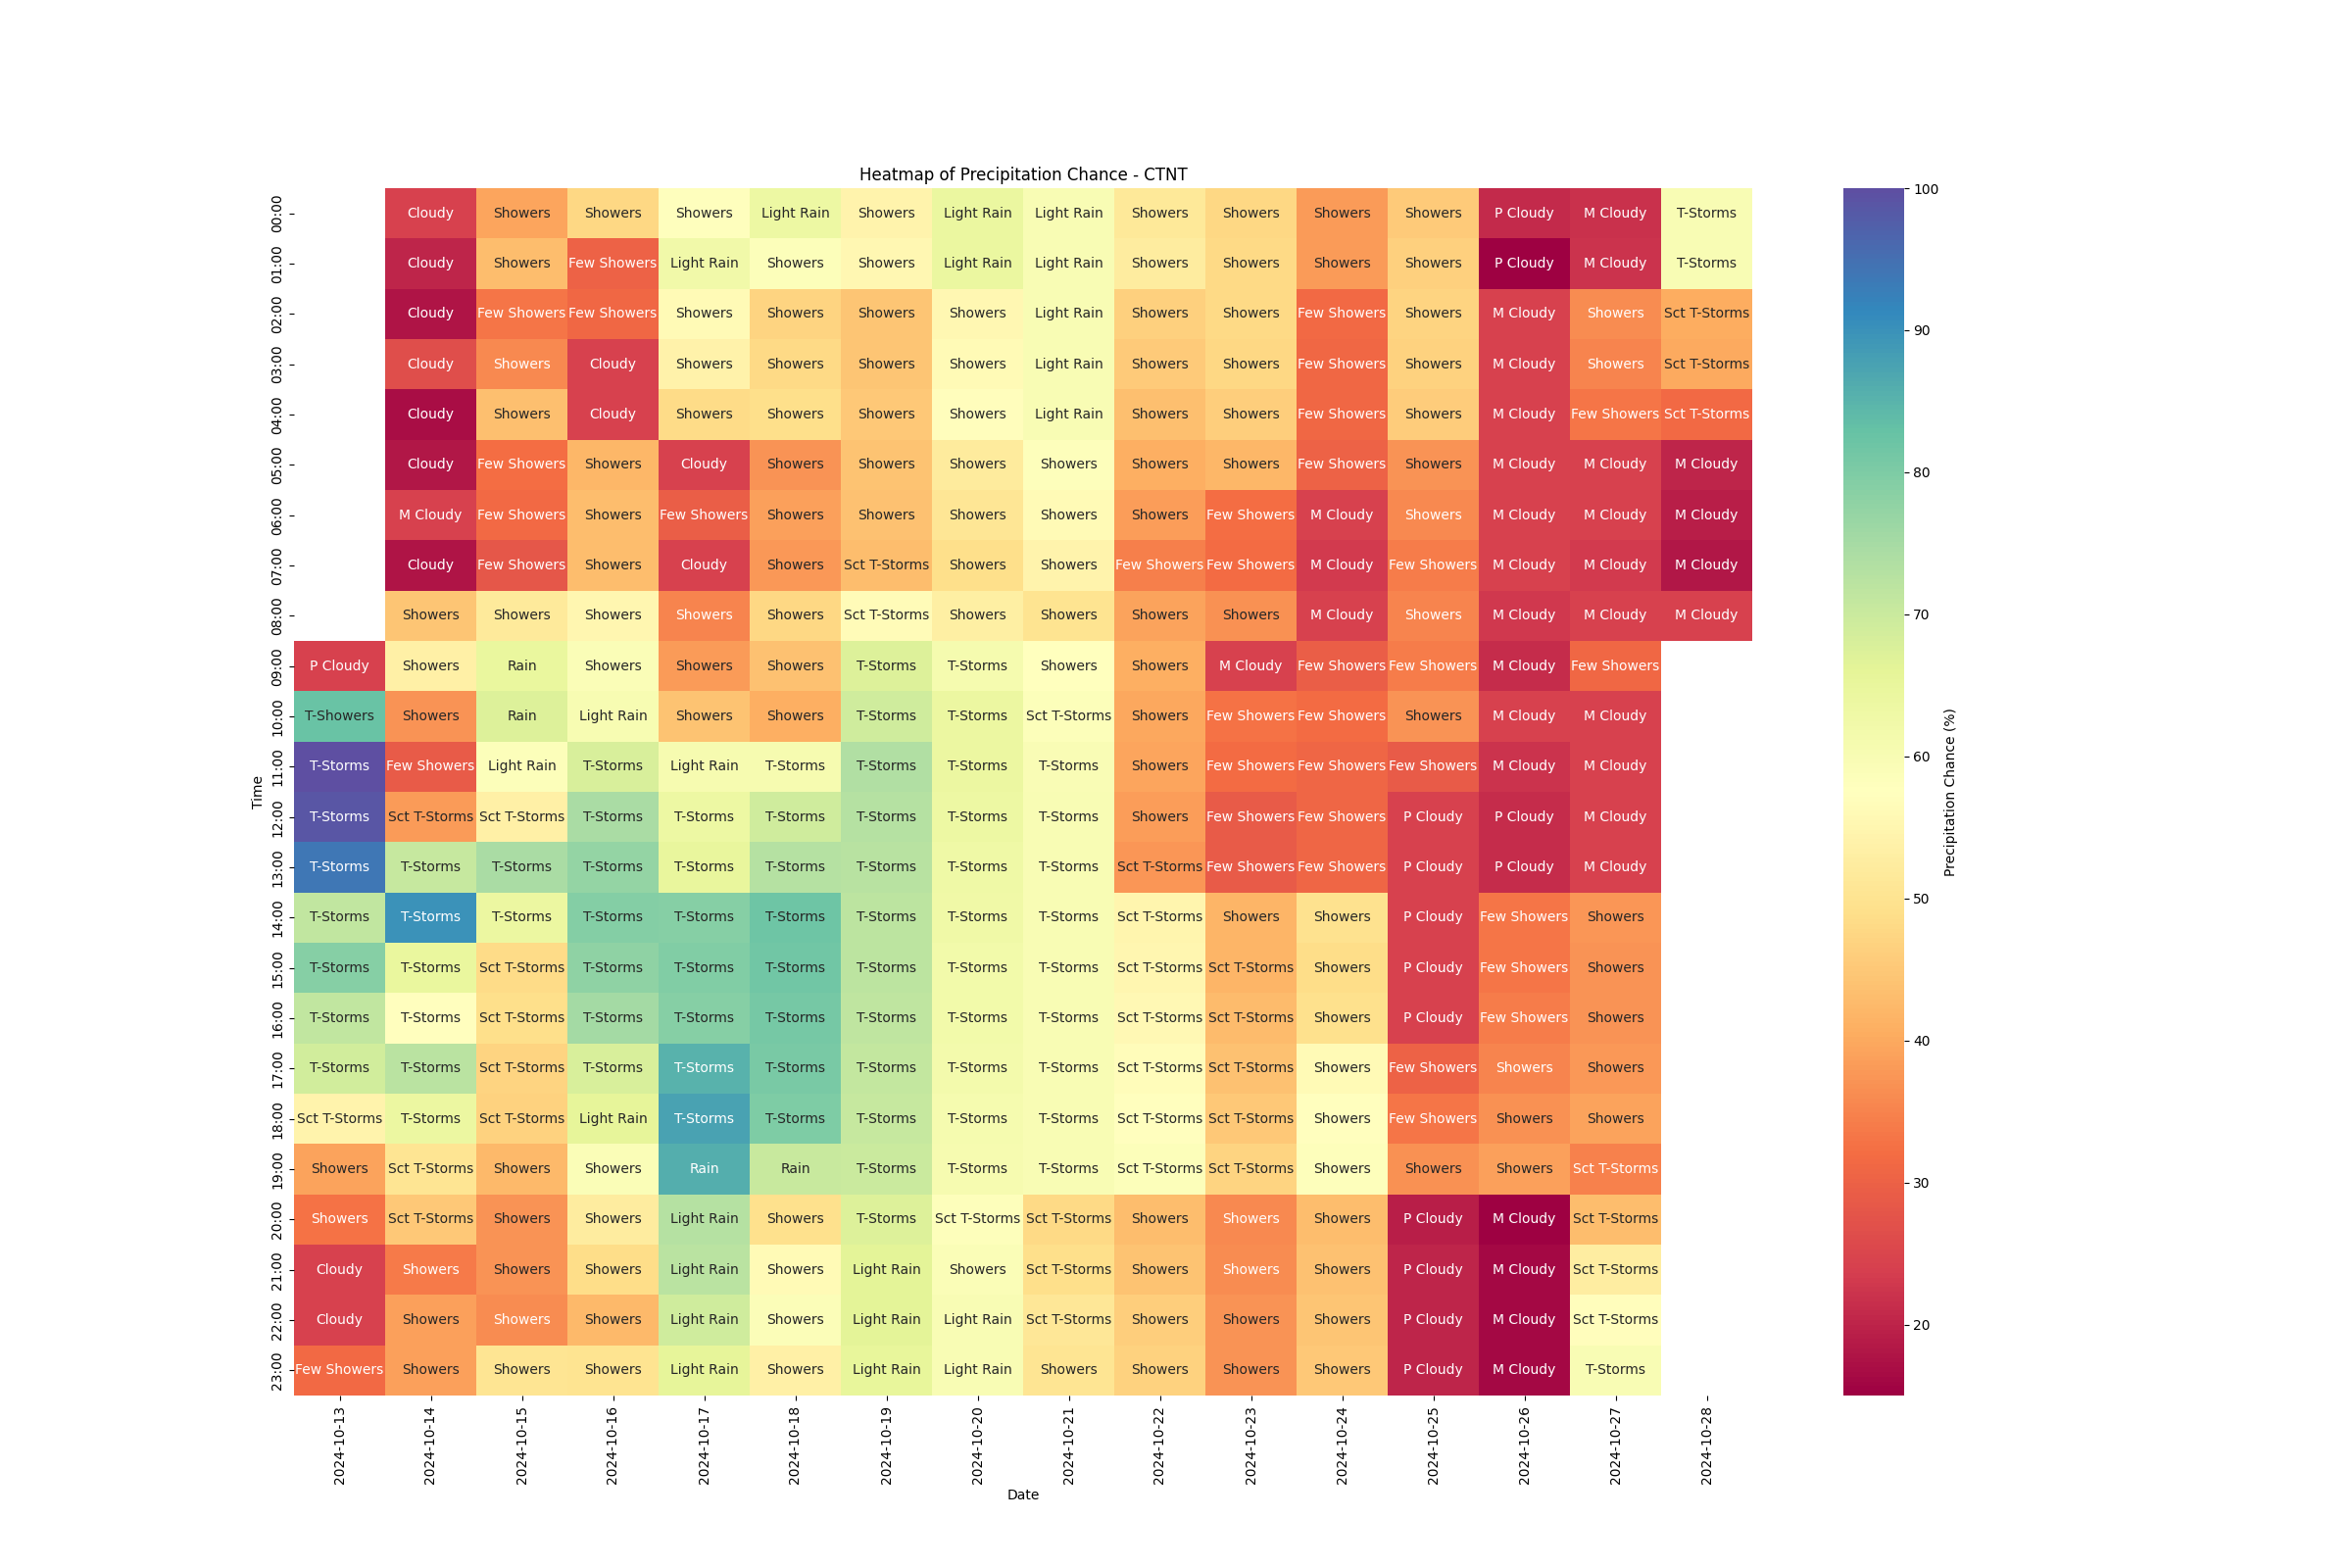 Heatmap of Precipitation Chance - CTNT
00:00 Cloudy Showers Showers Showers Light Rain Showers Light Rain Light Rain Showers Showers Showers Showers P Cloudy M Cloudy T-Storms
01:00 Cloudy Showers Few Showers Light Rain Showers Showers Light Rain Light Rain Showers Showers Showers Showers P Cloudy M Cloudy T-Storms
02:00 Cloudy Few Showers Few Showers Showers Showers Showers Showers Light Rain Showers Showers Few Showers Showers M Cloudy Showers Sct T-Storms
03:00 Cloudy Showers Cloudy Showers Showers Showers Showers Light Rain Showers Showers Few Showers Showers M Cloudy Showers Sct T-Storms
04:00 Cloudy Showers Cloudy Showers Showers Showers Showers Light Rain Showers Showers Few Showers Showers M Cloudy Few Showers Sct T-Storms
05:00 Cloudy Few Showers Showers Cloudy Showers Showers Showers Showers Showers Showers Few Showers Showers M Cloudy M Cloudy M Cloudy
06:00 M Cloudy Few Showers Showers Few Showers Showers Showers Showers Showers Showers Few Showers M Cloudy Showers M Cloudy M Cloudy M Cloudy
07:00 Cloudy Few Showers Showers Cloudy Showers Sct T-Storms Showers Showers Few Showers Few Showers M Cloudy Few Showers M Cloudy M Cloudy M Cloudy
08:00 Showers Showers Showers Showers Showers Sct T-Storms Showers Showers Showers Showers M Cloudy Showers M Cloudy M Cloudy M Cloudy
09:00 P Cloudy Showers Rain Showers Showers Showers T-Storms T-Storms Showers Showers M Cloudy Few Showers Few Showers M Cloudy Few Showers
10:00 T-Showers Showers Rain Light Rain Showers Showers T-Storms T-Storms Sct T-Storms Showers Few Showers Few Showers Showers M Cloudy M Cloudy
11:00 T-Storms Few Showers Light Rain T-Storms Light Rain T-Storms T-Storms T-Storms T-Storms Showers Few Showers Few Showers Few Showers M Cloudy M Cloudy
12:00 T-Storms Sct T-Storms Sct T-Storms T-Storms T-Storms T-Storms T-Storms T-Storms T-Storms Showers Few Showers Few Showers P Cloudy P Cloudy M Cloudy
13:00 T-Storms T-Storms T-Storms T-Storms T-Storms T-Storms T-Storms T-Storms T-Storms Sct T-Storms Few Showers Few Showers P Cloudy P Cloudy M Cloudy
14:00 T-Storms T-Storms T-Storms T-Storms T-Storms T-Storms T-Storms T-Storms T-Storms Sct T-Storms Showers Showers P Cloudy Few Showers Showers
15:00 T-Storms T-Storms Sct T-Storms T-Storms T-Storms T-Storms T-Storms T-Storms T-Storms Sct T-Storms Sct T-Storms Showers P Cloudy Few Showers Showers
16:00 T-Storms T-Storms Sct T-Storms T-Storms T-Storms T-Storms T-Storms T-Storms T-Storms Sct T-Storms Sct T-Storms Showers P Cloudy Few Showers Showers
17:00 T-Storms T-Storms Sct T-Storms T-Storms T-Storms T-Storms T-Storms T-Storms T-Storms Sct T-Storms Sct T-Storms Showers Few Showers Showers Showers
18:00 Sct T-Storms T-Storms Sct T-Storms Light Rain T-Storms T-Storms T-Storms T-Storms T-Storms Sct T-Storms Sct T-Storms Showers Few Showers Showers Showers
19:00 Showers Sct T-Storms Showers Showers Rain Rain T-Storms T-Storms T-Storms Sct T-Storms Sct T-Storms Showers Showers Showers Sct T-Storms
20:00 Showers Sct T-Storms Showers Showers Light Rain Showers T-Storms Sct T-Storms Sct T-Storms Showers Showers Showers P Cloudy M Cloudy Sct T-Storms
21:00 Cloudy Showers Showers Showers Light Rain Showers Light Rain Showers Sct T-Storms Showers Showers Showers P Cloudy M Cloudy Sct T-Storms
22:00 Cloudy Showers Showers Showers Light Rain Showers Light Rain Light Rain Sct T-Storms Showers Showers Showers P Cloudy M Cloudy Sct T-Storms
23:00 Few Showers Showers Showers Showers Light Rain Showers Light Rain Light Rain Showers Showers Showers Showers P Cloudy M Cloudy T-Storms
Time
2024-10-13 2024-10-14 2024-10-15 2024-10-16 2024-10-17 2024-10-18 2024-10-19 2024-10-20 2024-10-21 2024-10-22 2024-10-23 2024-10-24 2024-10-25 2024-10-26 2024-10-27 2024-10-28
Date
100
90
80
70
60
50
40
30
20
Precipitation Chance (%)